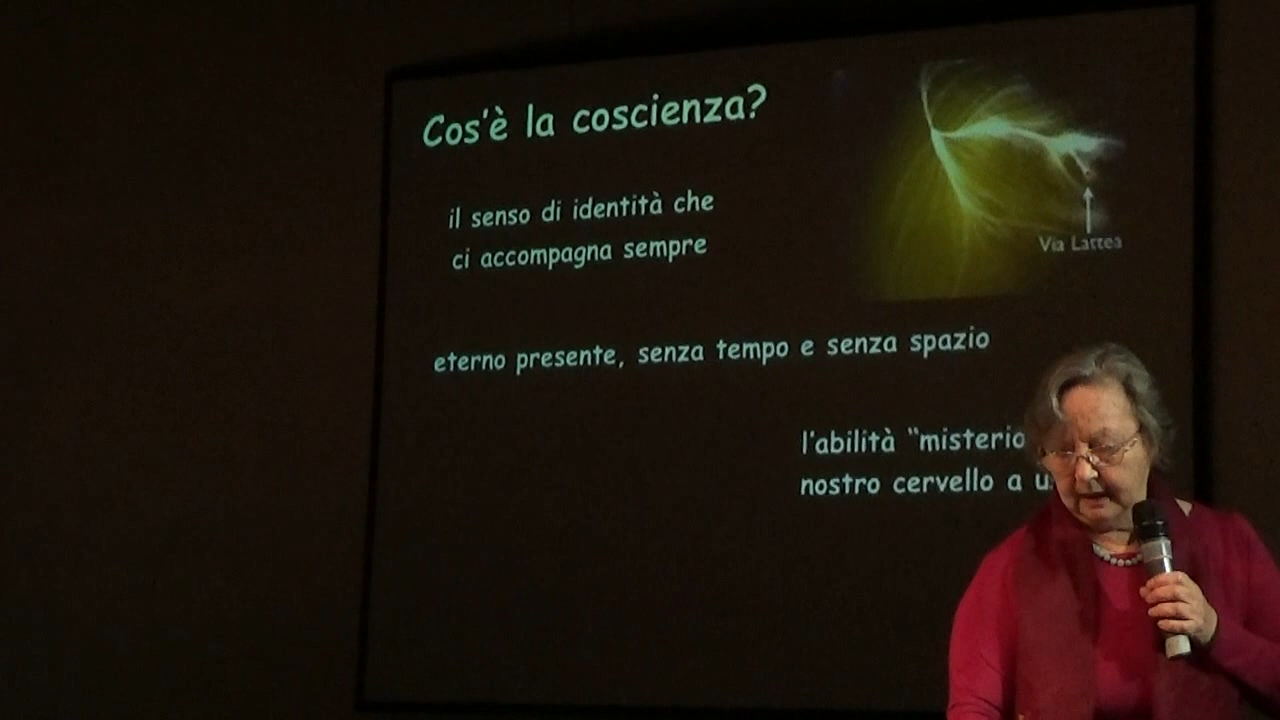 Cos'è la coscienza?
il senso di identità che
ci accompagna sempre
Via Lattea
eterno presente, senza tempo e senza spazio
l'abilità "misterio
nostro cervello a